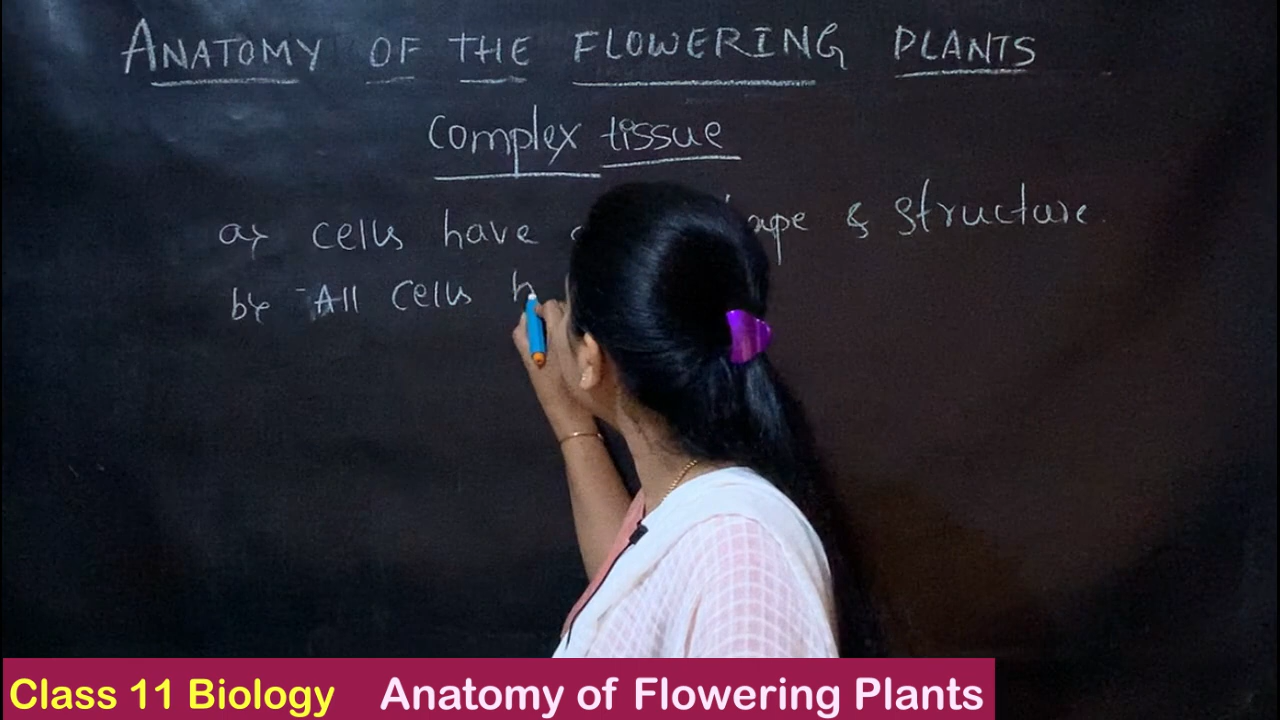 ANATOMY OF THE FLOWERING PLANTS
Complex tissue
a) cells have & structure.
b) All cells
Class 11 Biology Anatomy of Flowering Plants